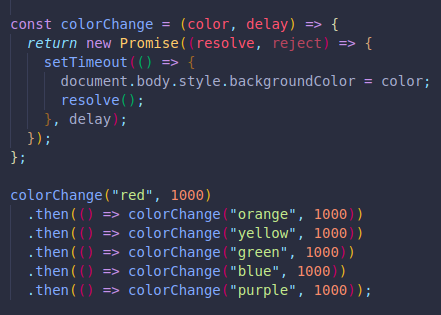 const colorChange = (color, delay) => {
  return new Promise((resolve, reject) => {
    setTimeout(() => {
      document.body.style.backgroundColor = color;
      resolve();
    }, delay);
  });
};

colorChange("red", 1000)
  .then(() => colorChange("orange", 1000))
  .then(() => colorChange("yellow", 1000))
  .then(() => colorChange("green", 1000))
  .then(() => colorChange("blue", 1000))
  .then(() => colorChange("purple", 1000));